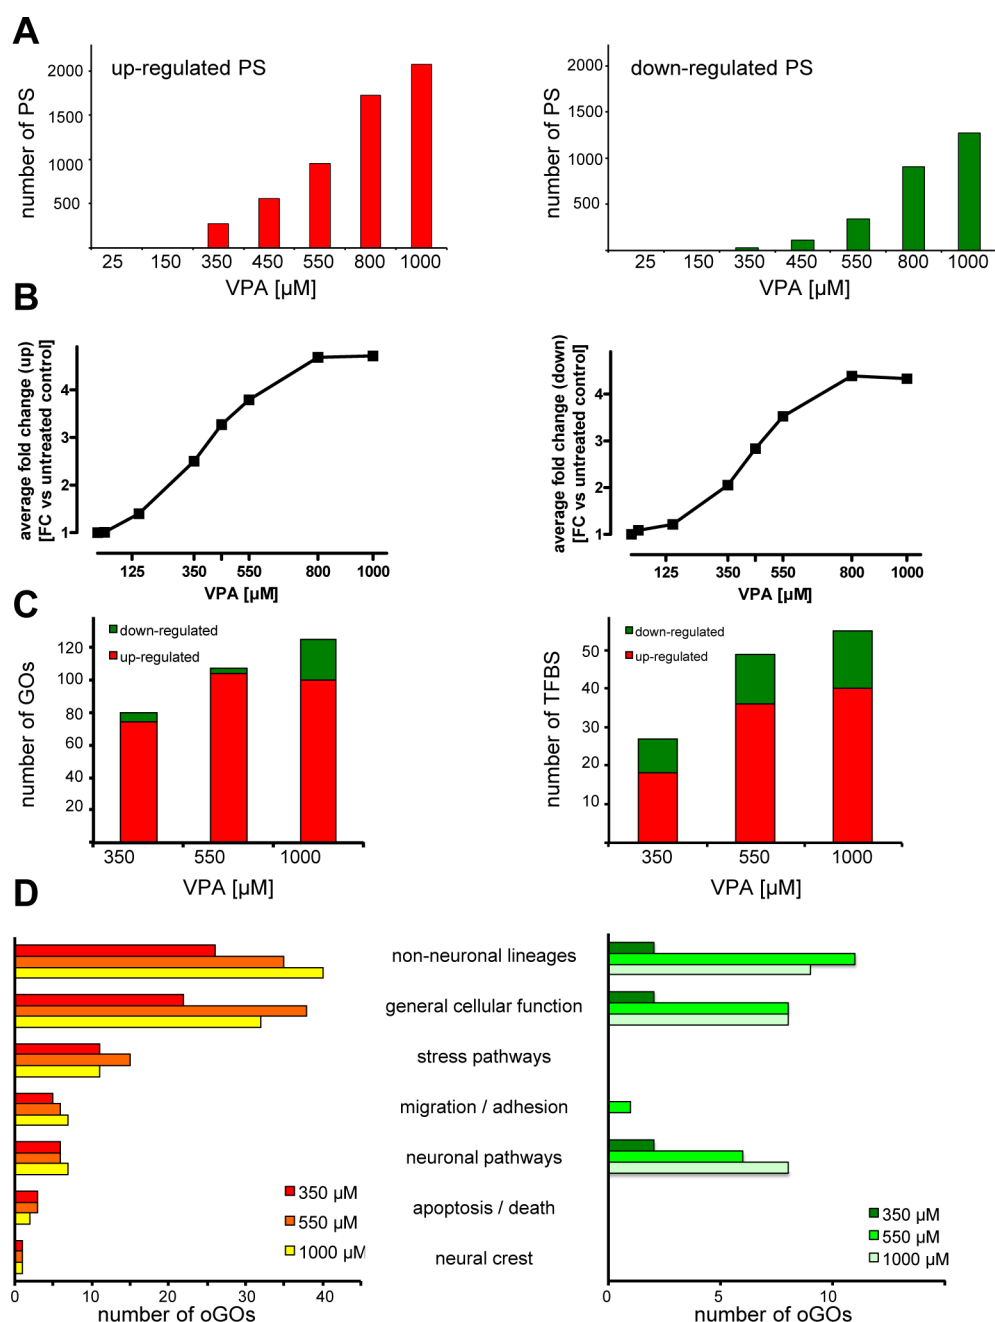 A
up-regulated PS
number of PS
2000
1500
1000
500
25 150 350 450 550 800 1000
VPA [µM]
down-regulated PS
number of PS
2000
1500
1000
500
25 150 350 450 550 800 1000
VPA [µM]
B
average fold change (up)
[FC vs untreated control]
4
3
2
1
125 350 550 800 1000
VPA [µM]
average fold change (down)
[FC vs untreated control]
4
3
2
1
125 350 550 800 1000
VPA [µM]
C
number of GOs
down-regulated
up-regulated
120
100
80
60
40
20
350 550 1000
VPA [µM]
number of TFBS
down-regulated
up-regulated
50
40
30
20
10
350 550 1000
VPA [µM]
D
non-neuronal lineages
general cellular function
stress pathways
migration / adhesion
neuronal pathways
apoptosis / death
neural crest
350 µM
550 µM
1000 µM
0 10 20 30 40
number of oGOs
350 µM
550 µM
1000 µM
0 5 10
number of oGOs